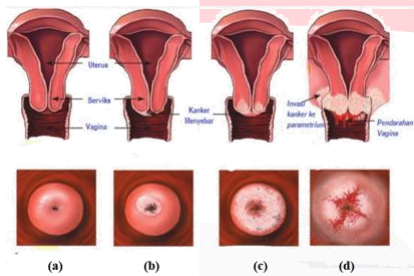 Uterus
Serviks
Vagina
Kanker
Menyebar
Invasi
kanker ke
parametrium
Pendarahan
Vagina
(a) (b) (c) (d)